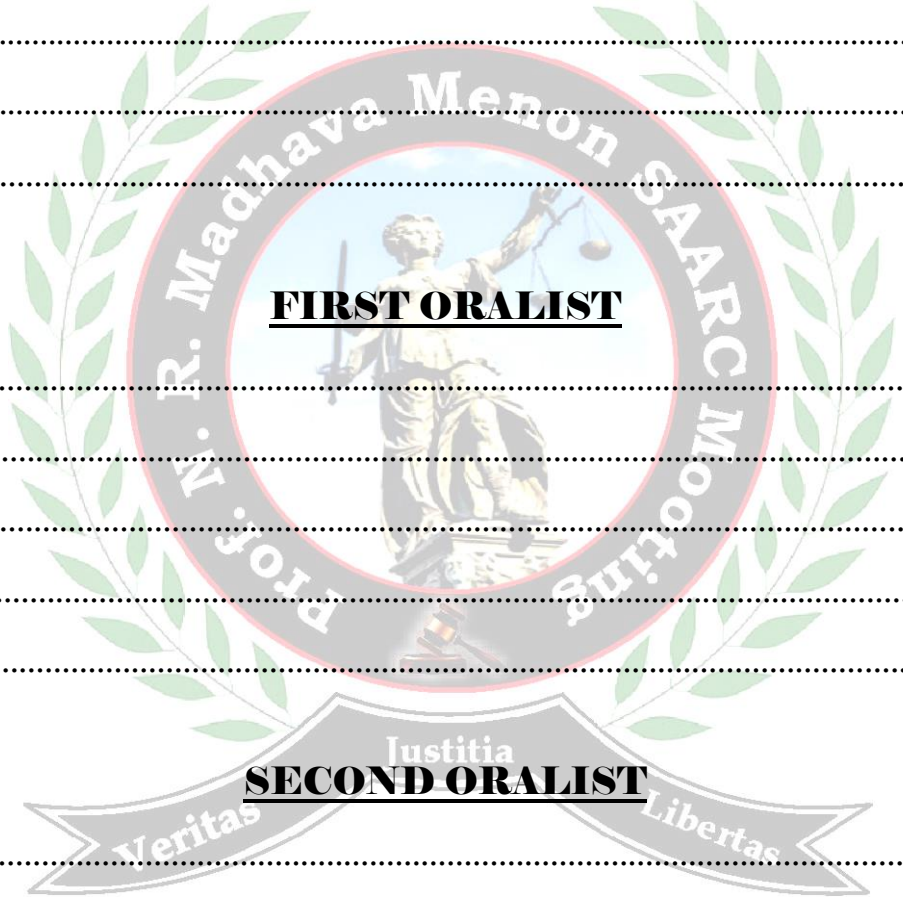 Prof. N. R. Madhava Menon SAARC Mooting
FIRST ORALIST
Justitia
SECOND ORALIST
Veritas
Libertas